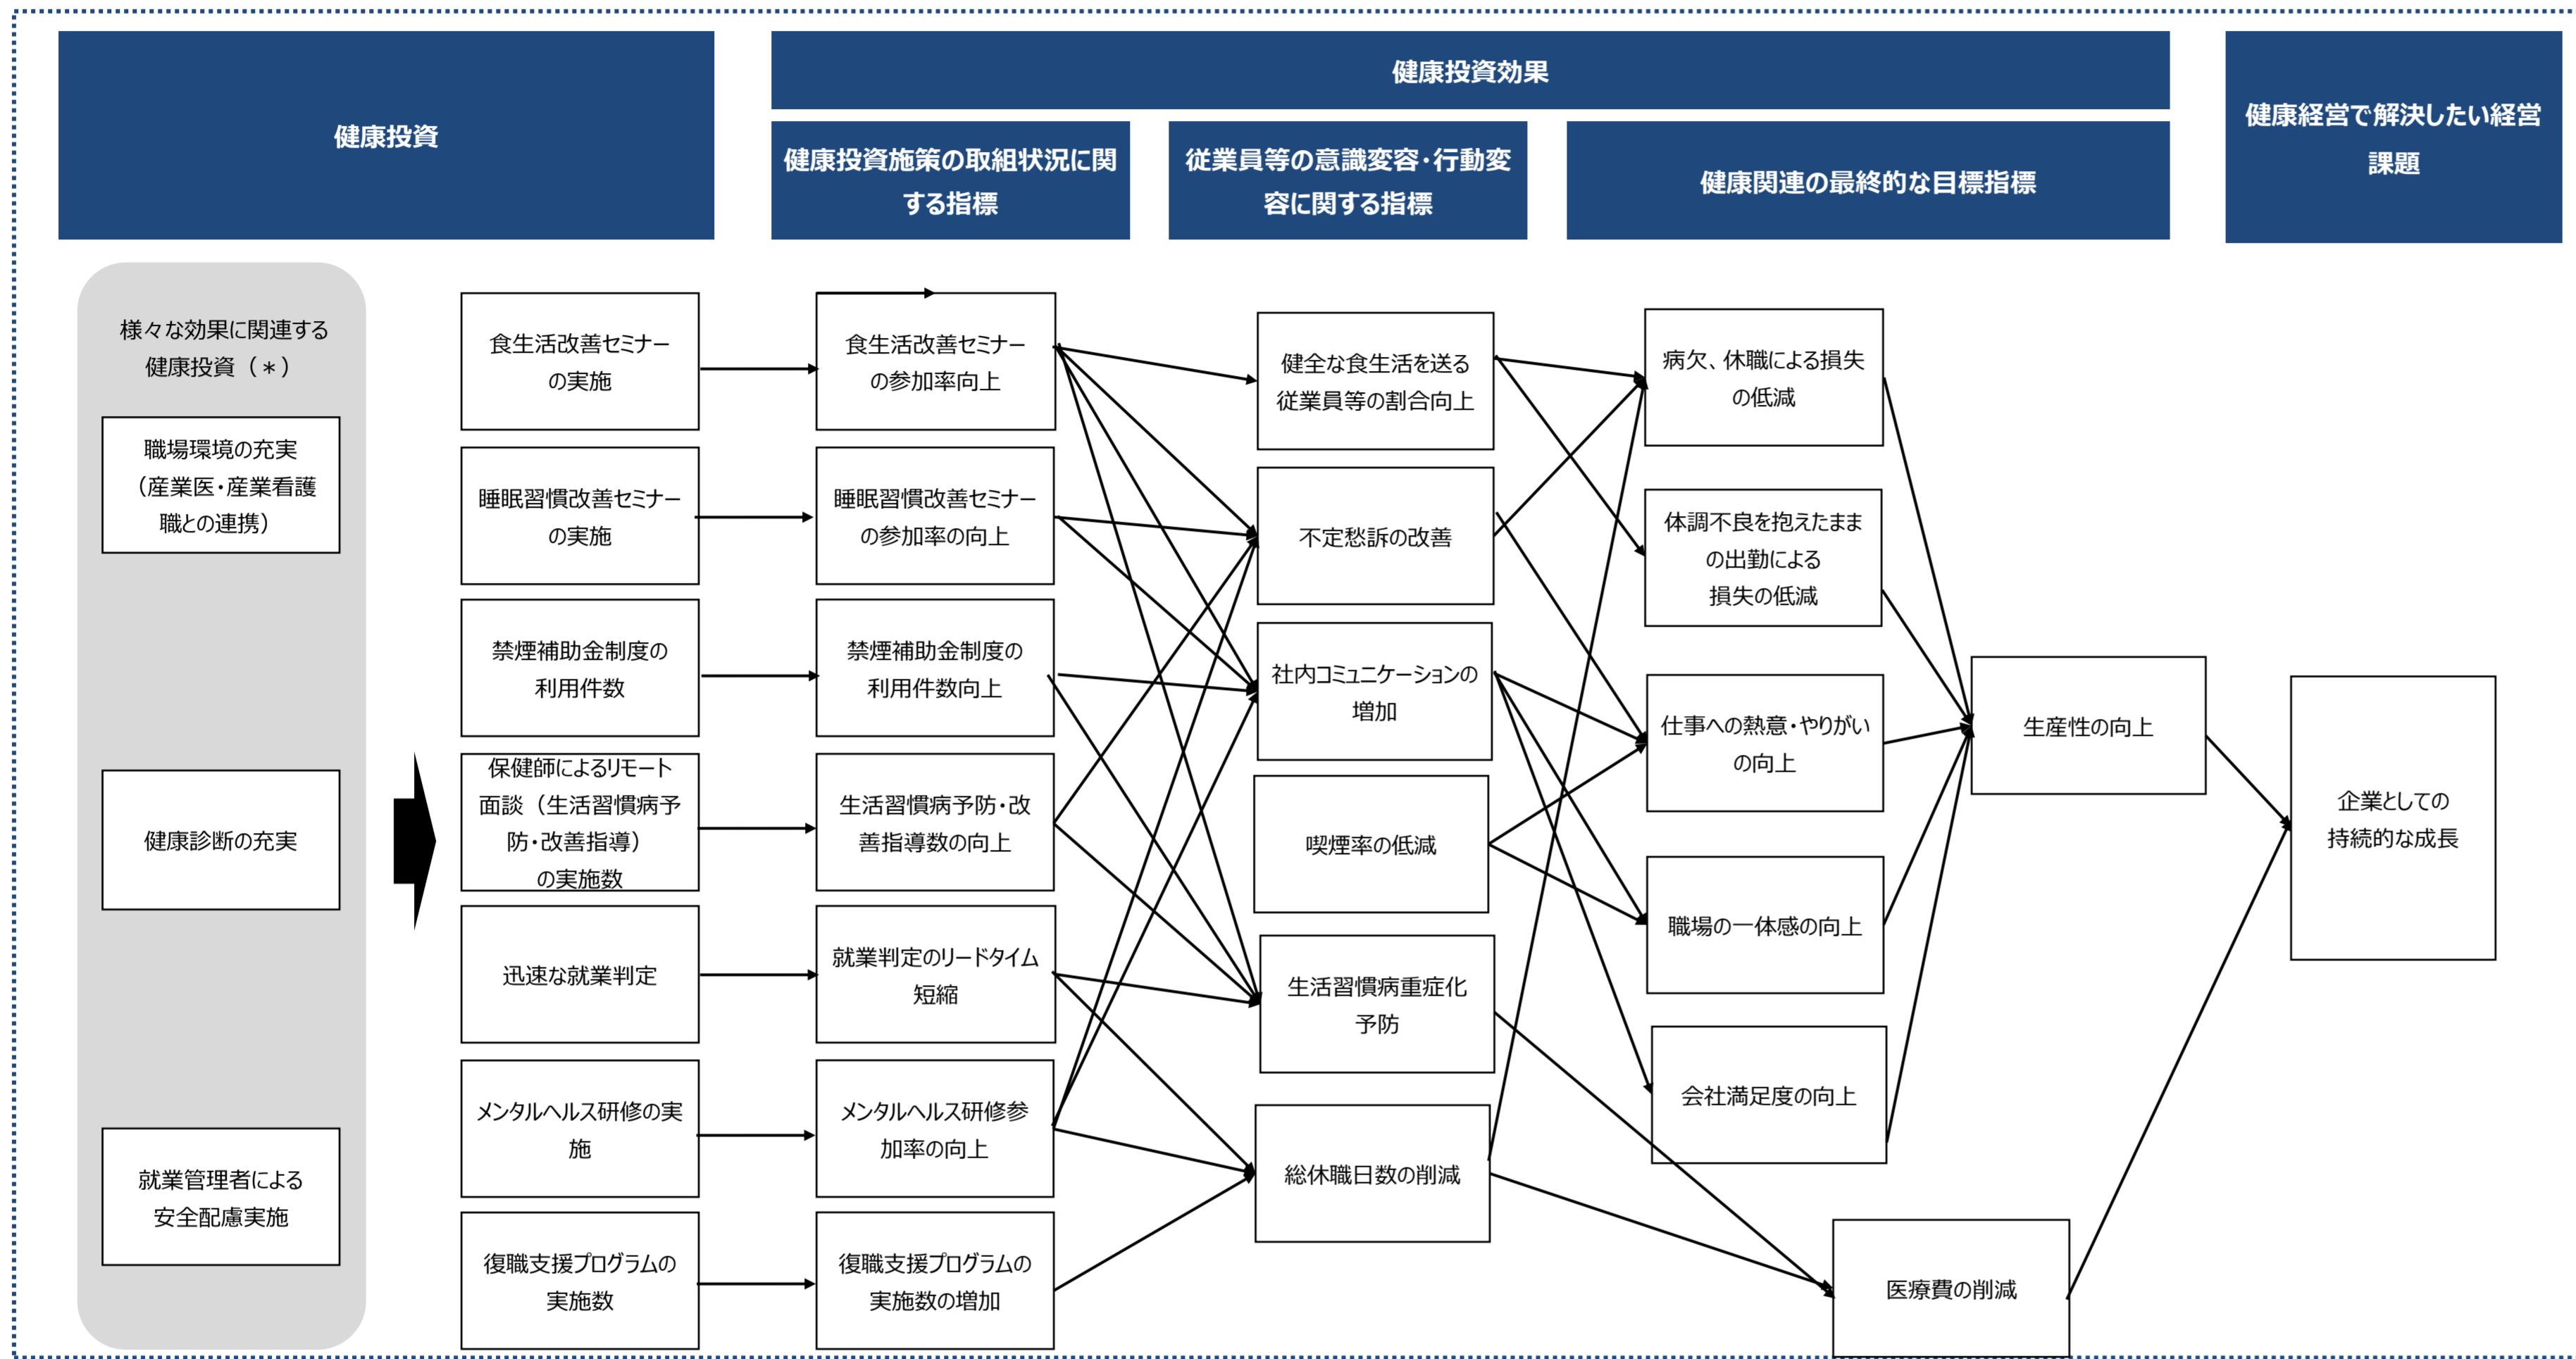 健康投資
健康投資効果
健康投資施策の取組状況に関
する指標
従業員等の意識変容・行動変
容に関する指標
健康関連の最終的な目標指標
健康経営で解決したい経営
課題
様々な効果に関連する
健康投資（＊）
職場環境の充実
（産業医・産業看護
職との連携）
健康診断の充実
就業管理者による
安全配慮実施
食生活改善セミナー
の実施
睡眠習慣改善セミナー
の実施
禁煙補助金制度の
利用件数
保健師によるリモート
面談（生活習慣病予
防・改善指導）
の実施数
迅速な就業判定
メンタルヘルス研修の実
施
復職支援プログラムの
実施数
食生活改善セミナー
の参加率向上
睡眠習慣改善セミナー
の参加率の向上
禁煙補助金制度の
利用件数向上
生活習慣病予防・改
善指導数の向上
就業判定のリードタイム
短縮
メンタルヘルス研修参
加率の向上
復職支援プログラムの
実施数の増加
健全な食生活を送る
従業員等の割合向上
不定愁訴の改善
社内コミュニケーションの
増加
喫煙率の低減
生活習慣病重症化
予防
総休職日数の削減
病欠、休職による損失
の低減
体調不良を抱えたまま
の出勤による
損失の低減
仕事への熱意・やりがい
の向上
職場の一体感の向上
会社満足度の向上
医療費の削減
生産性の向上
企業としての
持続的な成長